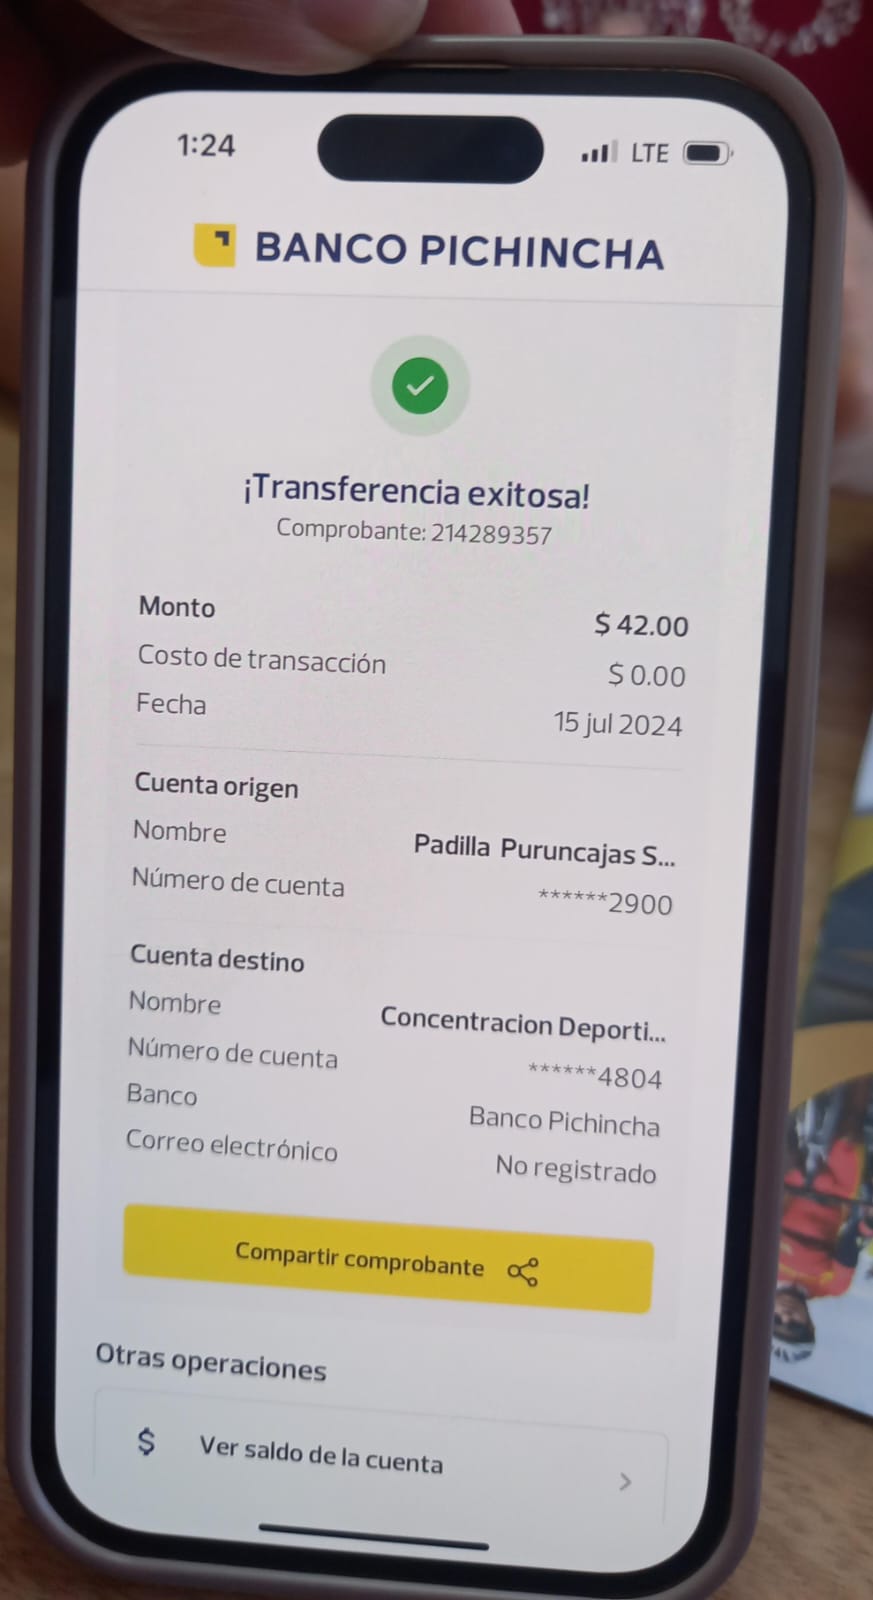 1:24 LTE
BANCO PICHINCHA
¡Transferencia exitosa!
Comprobante: 214289357
Monto $ 42.00
Costo de transacción $ 0.00
Fecha 15 jul 2024
Cuenta origen
Nombre Padilla Puruncajas S...
Número de cuenta ******2900
Cuenta destino
Nombre Concentracion Deporti...
Número de cuenta ******4804
Banco Banco Pichincha
Correo electrónico No registrado
Compartir comprobante
Otras operaciones
$ Ver saldo de la cuenta